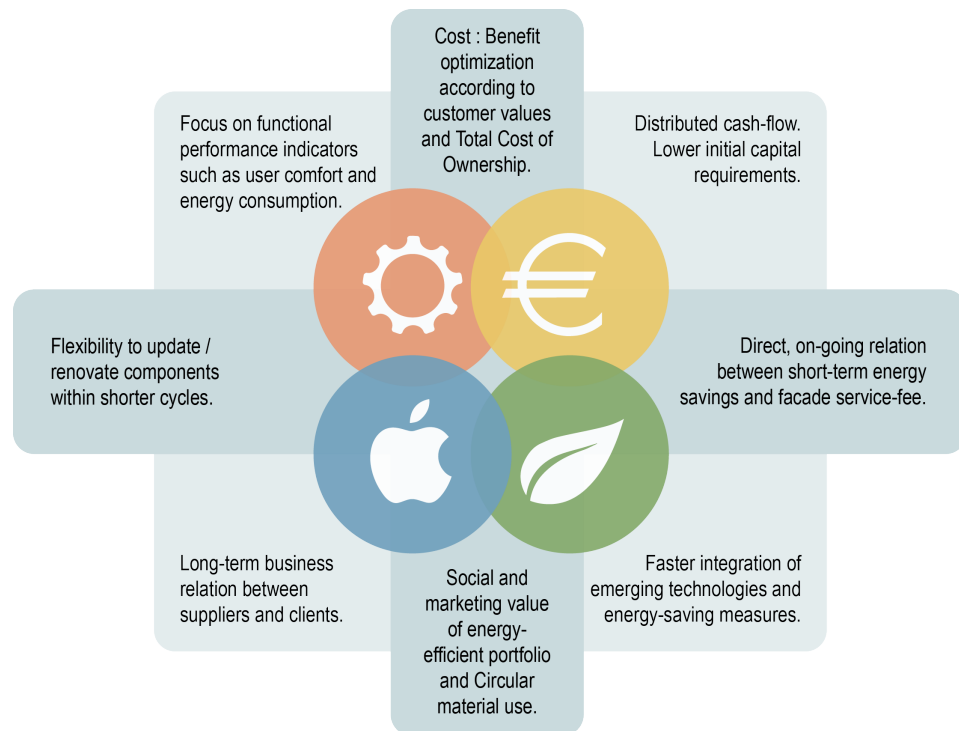 Cost : Benefit
optimization
according to
customer values
and Total Cost of
Ownership.
Focus on functional
performance indicators
such as user comfort and
energy consumption.
Distributed cash-flow.
Lower initial capital
requirements.
€
Flexibility to update /
renovate components
within shorter cycles.
Direct, on-going relation
between short-term energy
savings and facade service-fee.
Long-term business
relation between
suppliers and clients.
Social and
marketing value
of energy-
efficient portfolio
and Circular
material use.
Faster integration of
emerging technologies and
energy-saving measures.